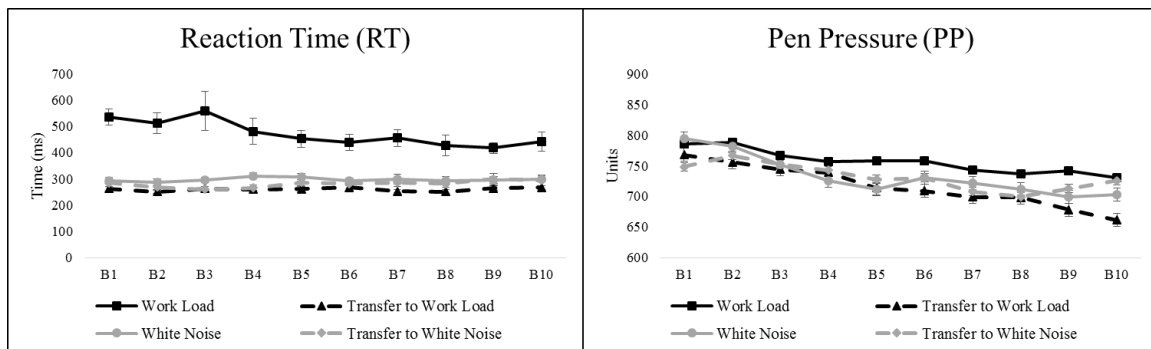 Reaction Time (RT)
700
600
500
400
300
200
100
0
Time (ms)
B1 B2 B3 B4 B5 B6 B7 B8 B9 B10
Work Load Transfer to Work Load
White Noise Transfer to White Noise
Pen Pressure (PP)
900
850
800
750
700
650
600
Units
B1 B2 B3 B4 B5 B6 B7 B8 B9 B10
Work Load Transfer to Work Load
White Noise Transfer to White Noise